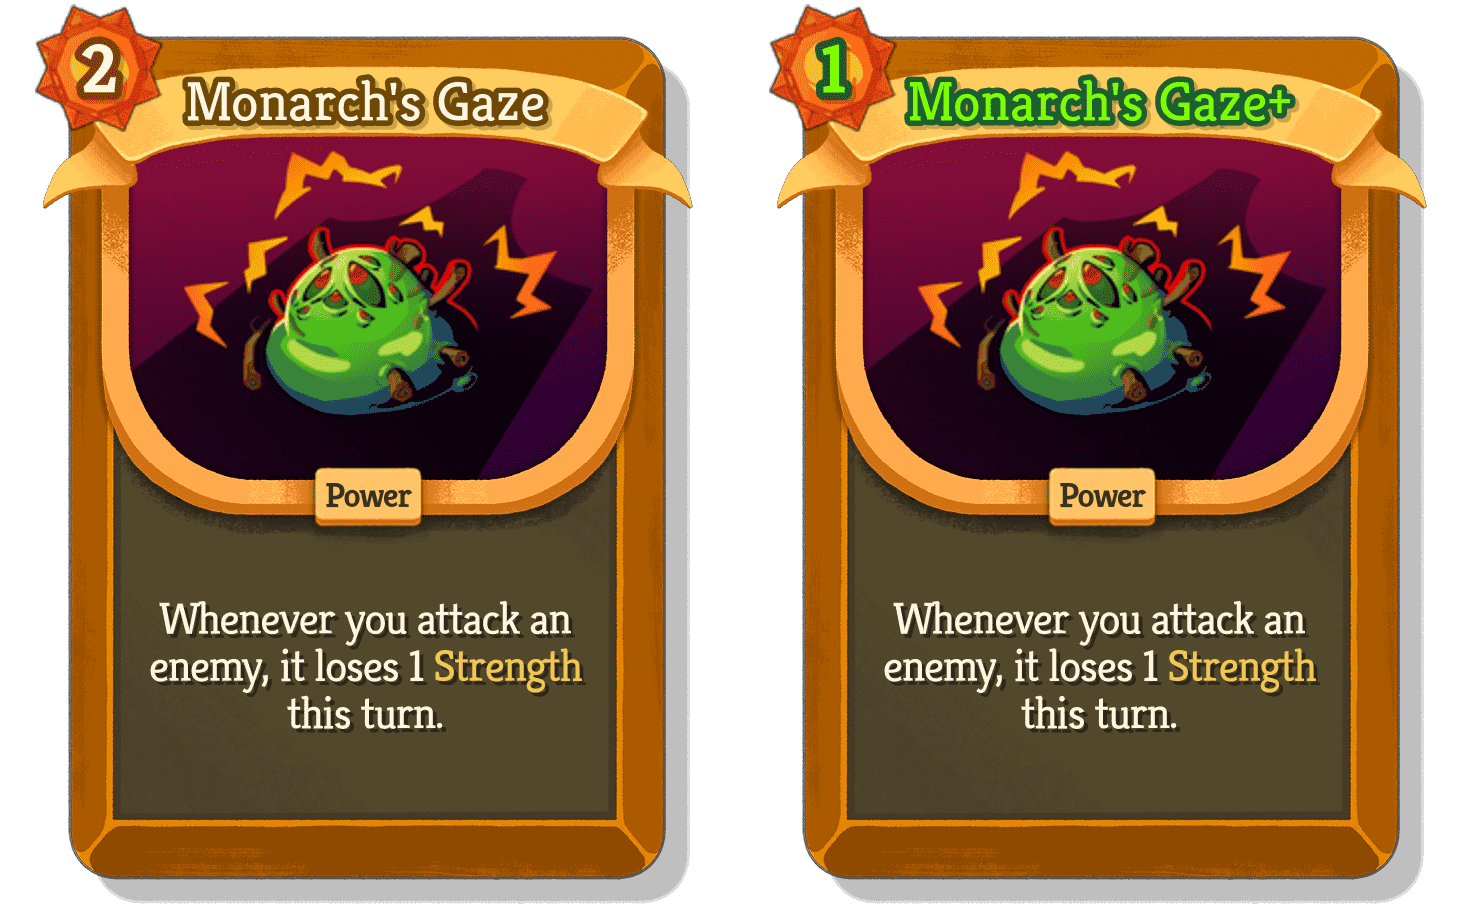 2
Monarch's Gaze
Power
Whenever you attack an
enemy, it loses 1 Strength
this turn.
1
Monarch's Gaze+
Power
Whenever you attack an
enemy, it loses 1 Strength
this turn.